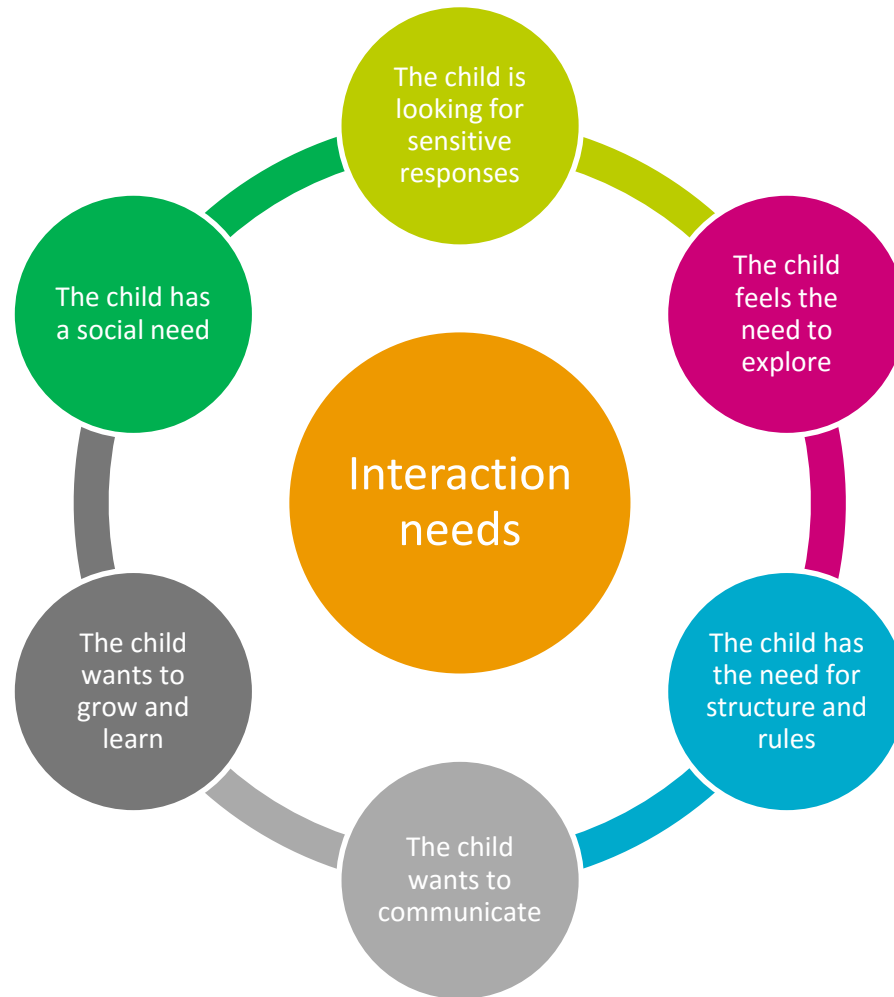 The child is
looking for
sensitive
responses
The child
feels the
need to
explore
The child has
the need for
structure and
rules
The child
wants to
communicate
The child
wants to
grow and
learn
The child has
a social need
Interaction
needs